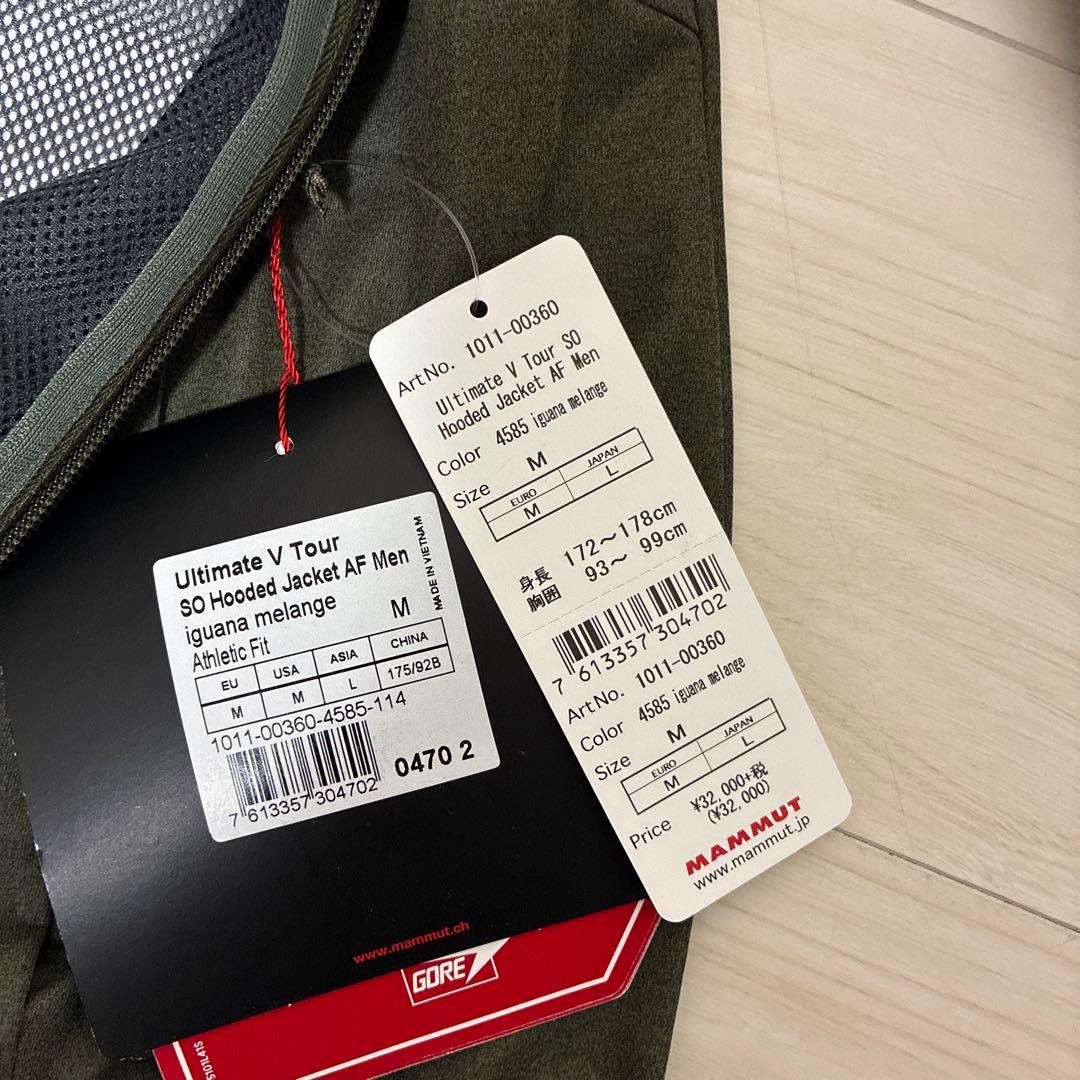 ArtNo. 1011-00360
Ultimate V Tour SO
Hooded Jacket AF Men
Color 4585 iguana melange
Size M
EURO JAPAN
M L
身長 172～178cm
胸囲 93～ 99cm
7 613357 304702
ArtNo. 1011-00360
Color 4585 iguana melange
Size M
EURO JAPAN
M L
Price ¥32,000+税
(¥32,000)
MAMMUT
www.mammut.jp
Ultimate V Tour
SO Hooded Jacket AF Men
iguana melange M
Athletic Fit
MADE IN VIETNAM
EU USA ASIA CHINA
M M L 175/92B
1011-00360-4585-114
7 613357 304702
0470 2
www.mammut.ch
GORE
5101L41S